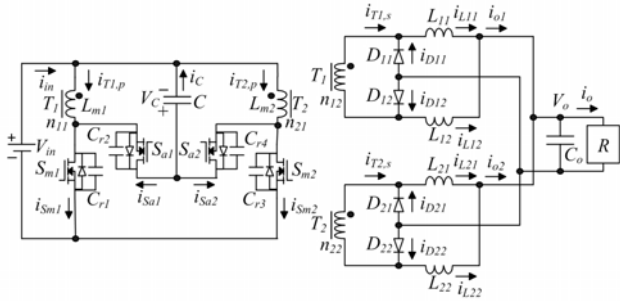 i_in
i_T1,p
i_C
i_T2,p
T_1
L_m1
V_C
C
L_m2
T_2
n_11
n_21
+
−
V_in
C_r2
S_a1
S_a2
C_r4
S_m1
S_m2
C_r1
C_r3
i_Sm1
i_Sa1
i_Sa2
i_Sm2
i_T1,s
L_11
i_L11
i_o1
D_11
i_D11
T_1
n_12
D_12
i_D12
L_12
i_L12
V_o
i_o
+
−
C_o
R
i_T2,s
L_21
i_L21
i_o2
D_21
i_D21
T_2
n_22
D_22
i_D22
L_22
i_L22